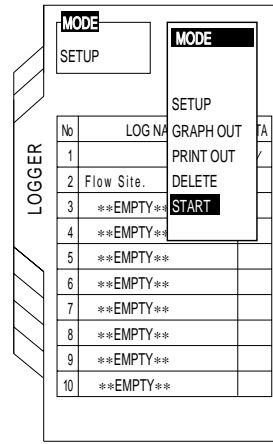 MODE
SETUP
MODE
SETUP
GRAPH OUT
PRINT OUT
DELETE
START
LOGGER
No LOG NA TA
1 /
2 Flow Site.
3 **EMPTY**
4 **EMPTY**
5 **EMPTY**
6 **EMPTY**
7 **EMPTY**
8 **EMPTY**
9 **EMPTY**
10 **EMPTY**